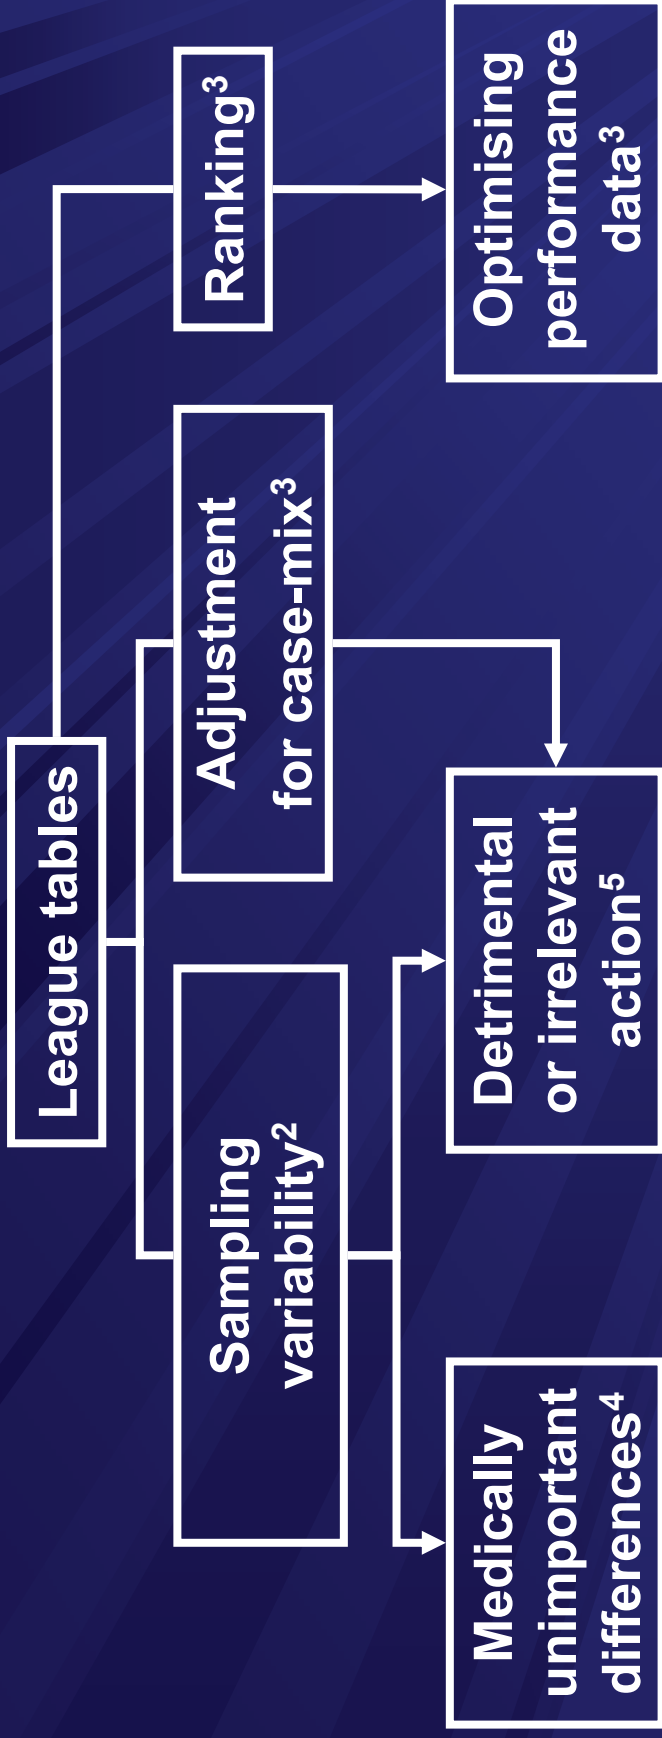 League tables
Sampling
variability²
Adjustment
for case-mix³
Ranking³
Medically
unimportant
differences⁴
Detrimental
or irrelevant
action⁵
Optimising
performance
data³